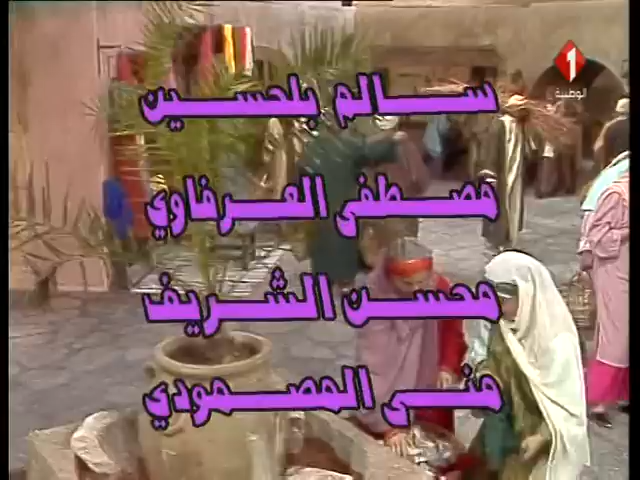 1
الوطنية
سالم بلحسين
مصطفى العرفاوي
محسن الشريف
منى المصمودي